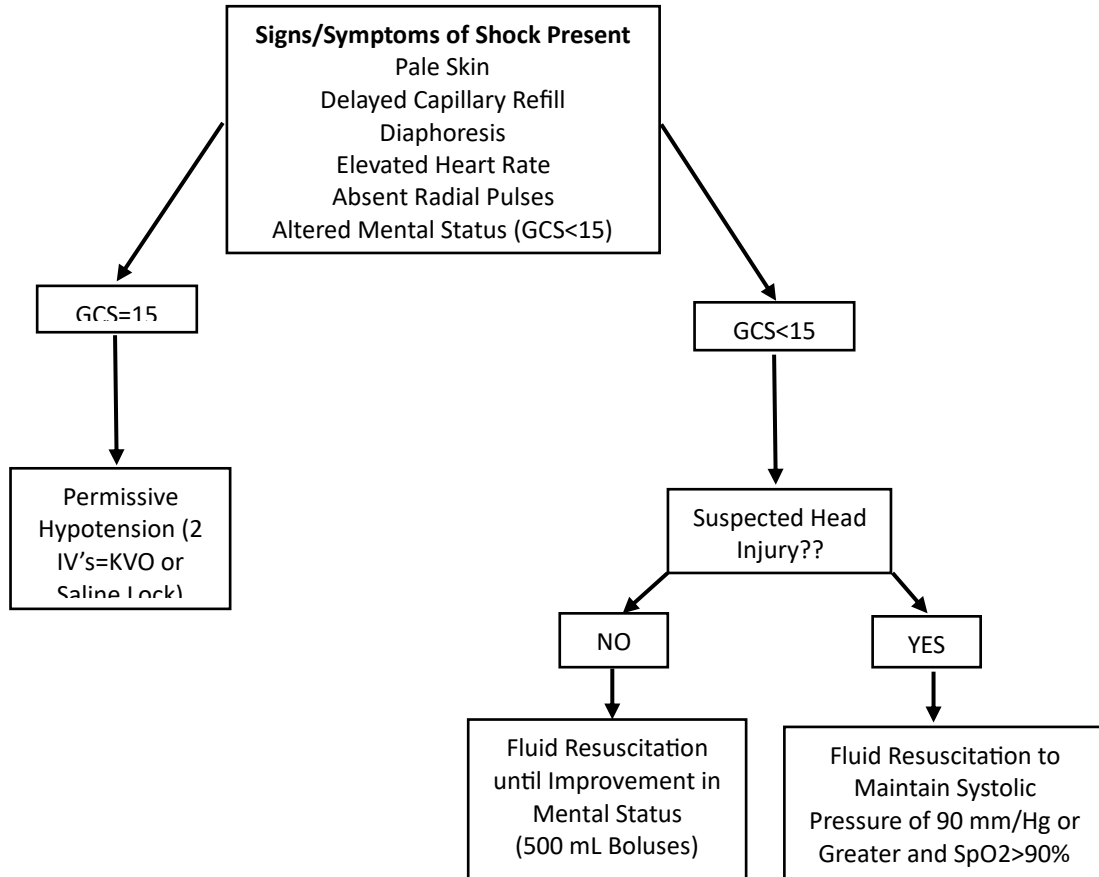 Signs/Symptoms of Shock Present
Pale Skin
Delayed Capillary Refill
Diaphoresis
Elevated Heart Rate
Absent Radial Pulses
Altered Mental Status (GCS<15)
GCS=15
GCS<15
Permissive
Hypotension (2
IV's=KVO or
Saline Lock)
Suspected Head
Injury??
NO
YES
Fluid Resuscitation
until Improvement in
Mental Status
(500 mL Boluses)
Fluid Resuscitation to
Maintain Systolic
Pressure of 90 mm/Hg or
Greater and SpO2>90%